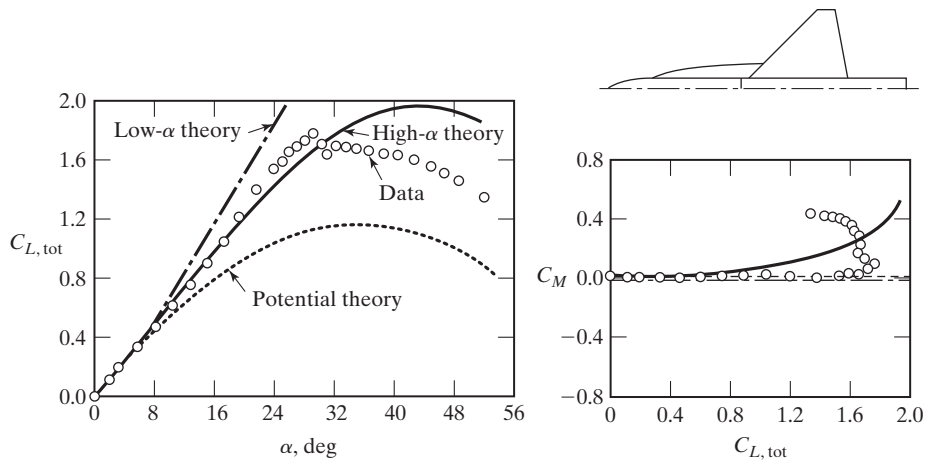 2.0
1.6
1.2
0.8
0.4
0.0
C_{L, tot}
Low-α theory
High-α theory
Data
Potential theory
0 8 16 24 32 40 48 56
α, deg
0.8
0.4
0.0
−0.4
−0.8
C_M
0 0.4 0.8 1.2 1.6 2.0
C_{L, tot}